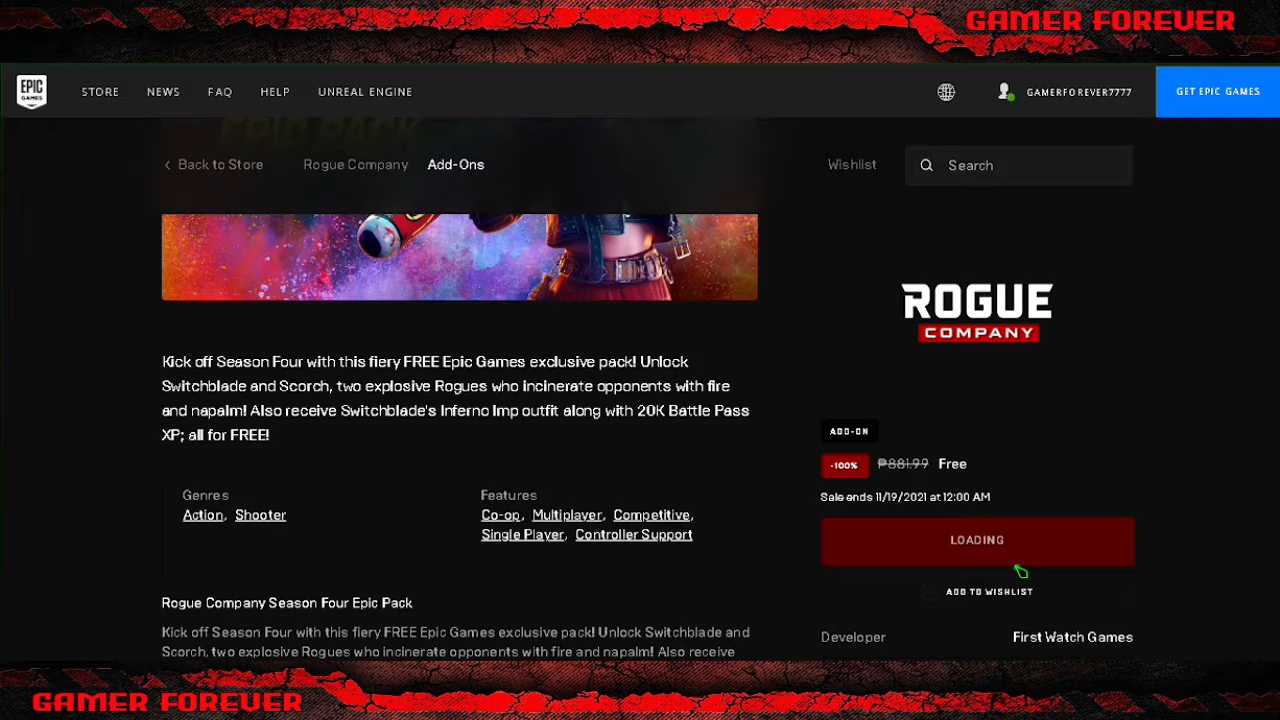 GAMER FOREVER
EPIC
GAMES
STORE
NEWS
FAQ
HELP
UNREAL ENGINE
GAMERFOREVER7777
GET EPIC GAMES
EPIC PACK
Back to Store
Rogue Company
Add-Ons
Wishlist
Search
ROGUE
COMPANY
Kick off Season Four with this fiery FREE Epic Games exclusive pack! Unlock
Switchblade and Scorch, two explosive Rogues who incinerate opponents with fire
and napalm! Also receive Switchblade's Inferno Imp outfit along with 20K Battle Pass
XP; all for FREE!
ADD-ON
-100% ₱881.99 Free
Sale ends 11/19/2021 at 12:00 AM
LOADING
ADD TO WISHLIST
Genres
Action, Shooter
Features
Co-op, Multiplayer, Competitive,
Single Player, Controller Support
Rogue Company Season Four Epic Pack
Kick off Season Four with this fiery FREE Epic Games exclusive pack! Unlock Switchblade and
Scorch, two explosive Rogues who incinerate opponents with fire and napalm! Also receive
Developer
First Watch Games
GAMER FOREVER